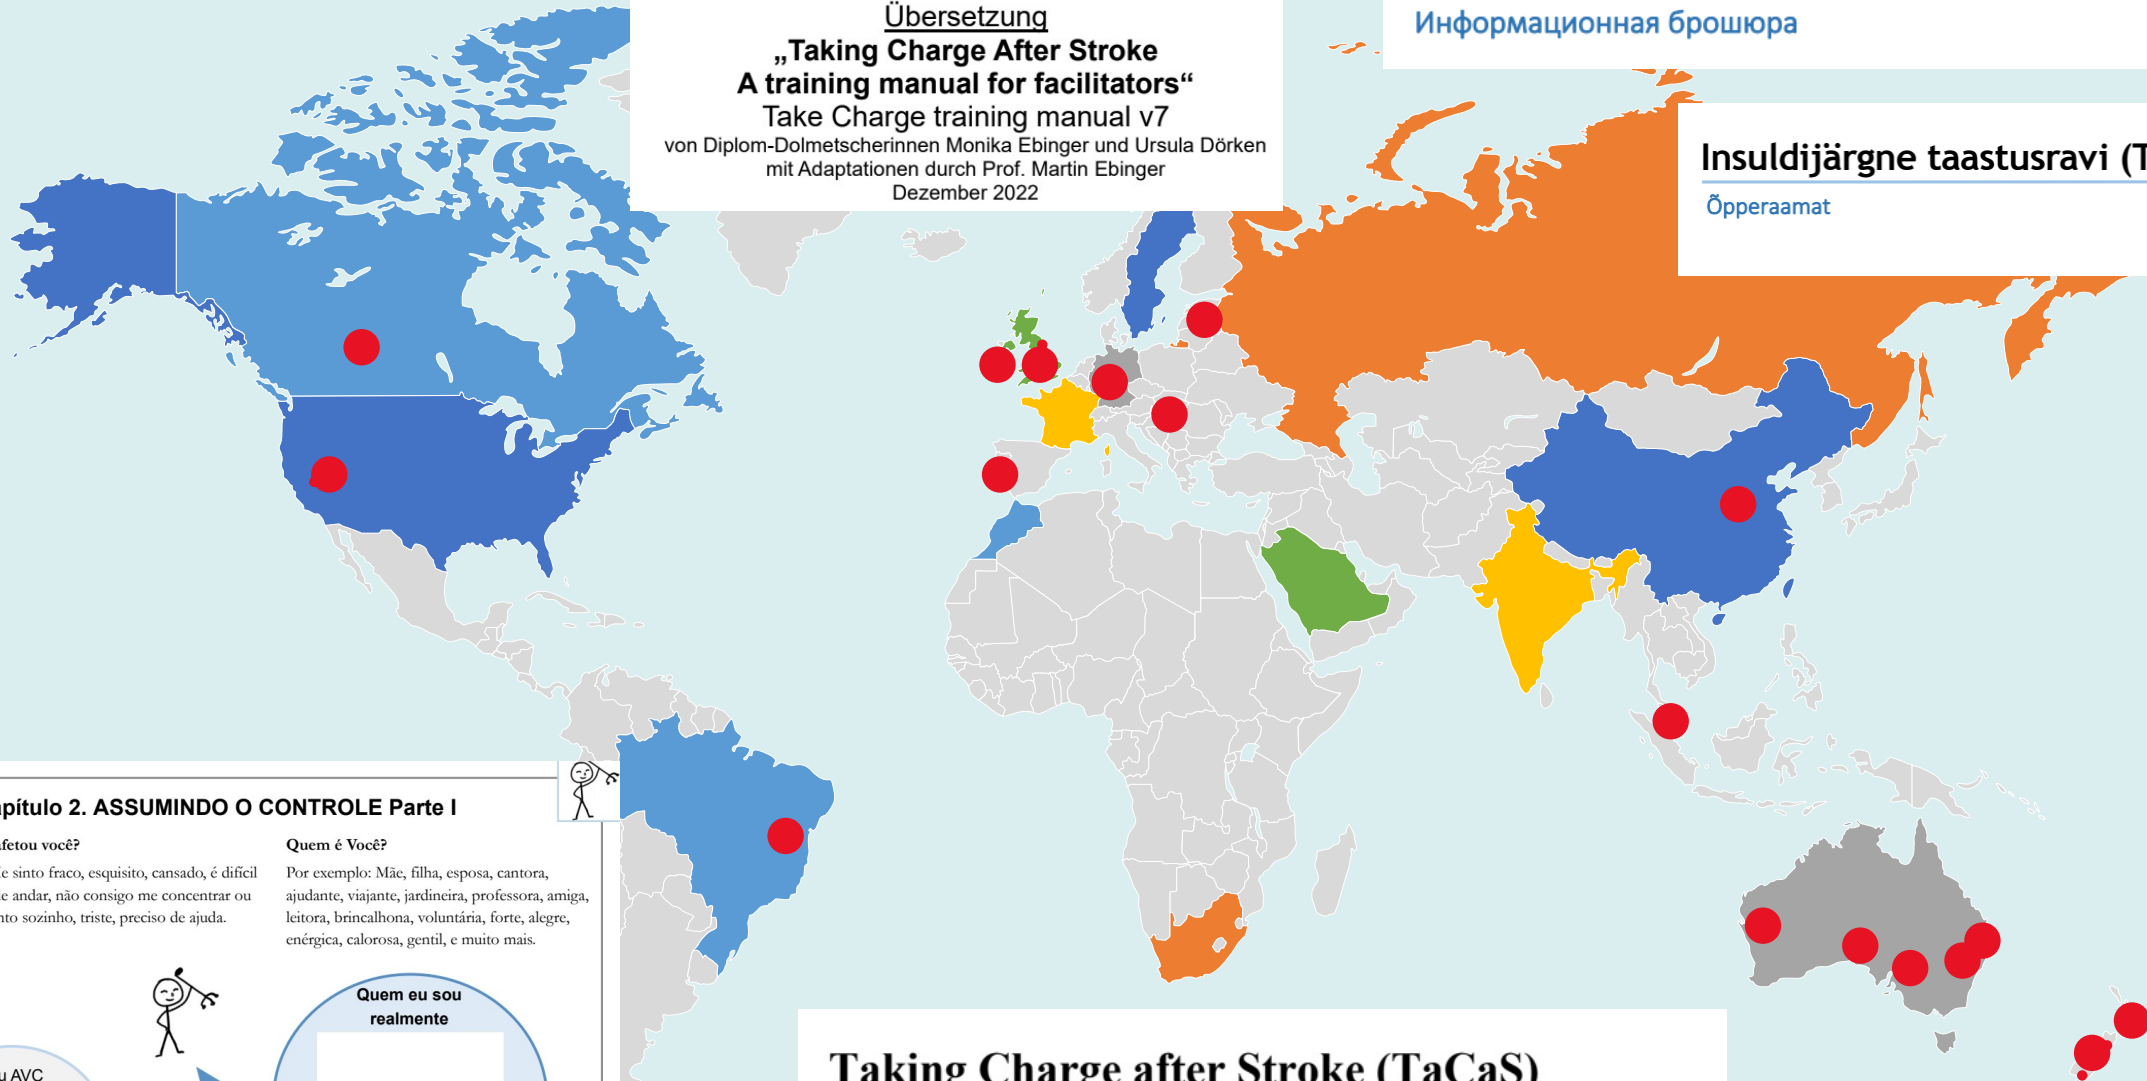 Übersetzung
„Taking Charge After Stroke
A training manual for facilitators“
Take Charge training manual v7
von Diplom-Dolmetscherinnen Monika Ebinger und Ursula Dörken
mit Adaptationen durch Prof. Martin Ebinger
Dezember 2022
Информационная брошюра
Insuldijärgne taastusravi (T
Õpperaamat
apítulo 2. ASSUMINDO O CONTROLE Parte I
afetou você?
e sinto fraco, esquisito, cansado, é difícil
e andar, não consigo me concentrar ou
nto sozinho, triste, preciso de ajuda.
Quem é Você?
Por exemplo: Mãe, filha, esposa, cantora,
ajudante, viajante, jardineira, professora, amiga,
leitora, brincalhona, voluntária, forte, alegre,
enérgica, calorosa, gentil, e muito mais.
Quem eu sou
realmente
u AVC
Taking Charge after Stroke (TaCaS)